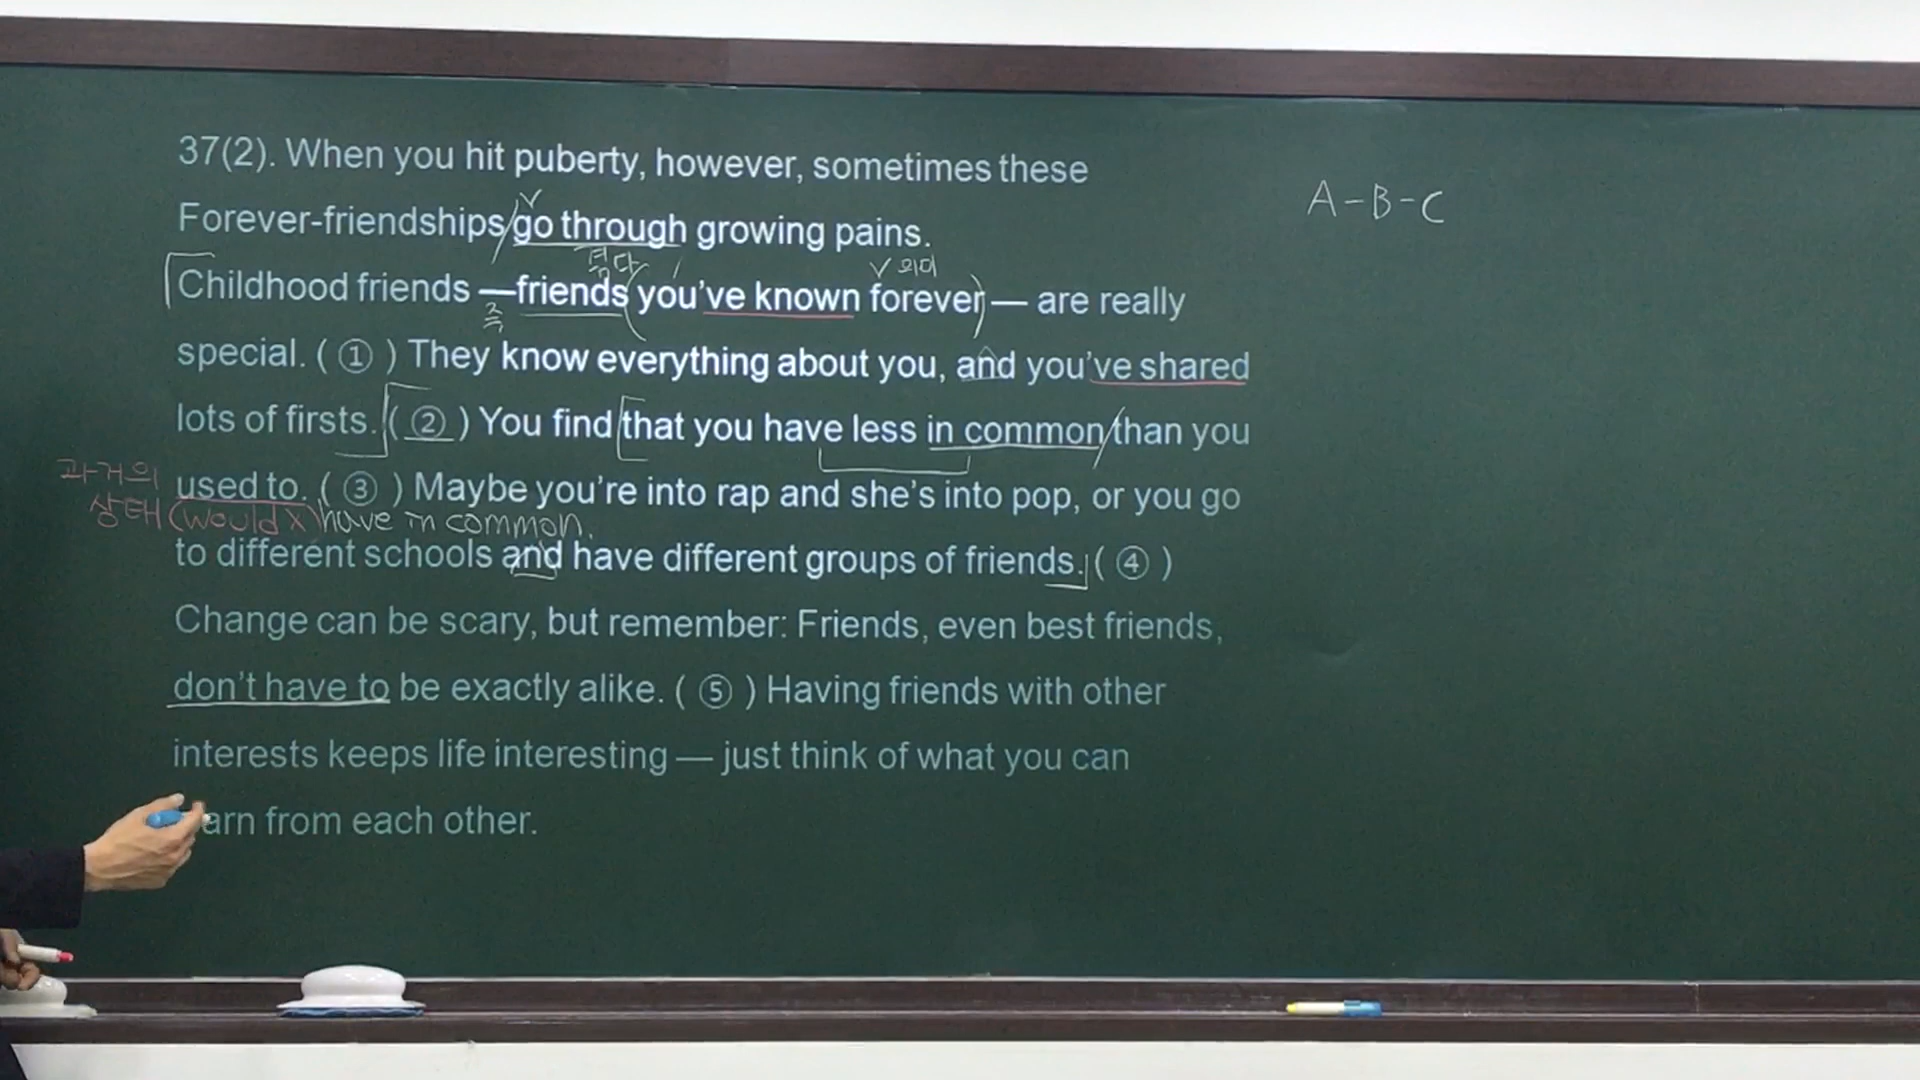 37(2). When you hit puberty, however, sometimes these
A-B-C
Forever-friendships/go through growing pains.
겪다
의미
Childhood friends —friends(you've known forever)— are really
즉
special. ( ① ) They know everything about you, and you've shared
lots of firsts. ( ② ) You find that you have less in common/than you
과거의
used to. ( ③ ) Maybe you're into rap and she's into pop, or you go
상태 (would X) have in common.
to different schools and have different groups of friends. ( ④ )
Change can be scary, but remember: Friends, even best friends,
don't have to be exactly alike. ( ⑤ ) Having friends with other
interests keeps life interesting — just think of what you can
arn from each other.